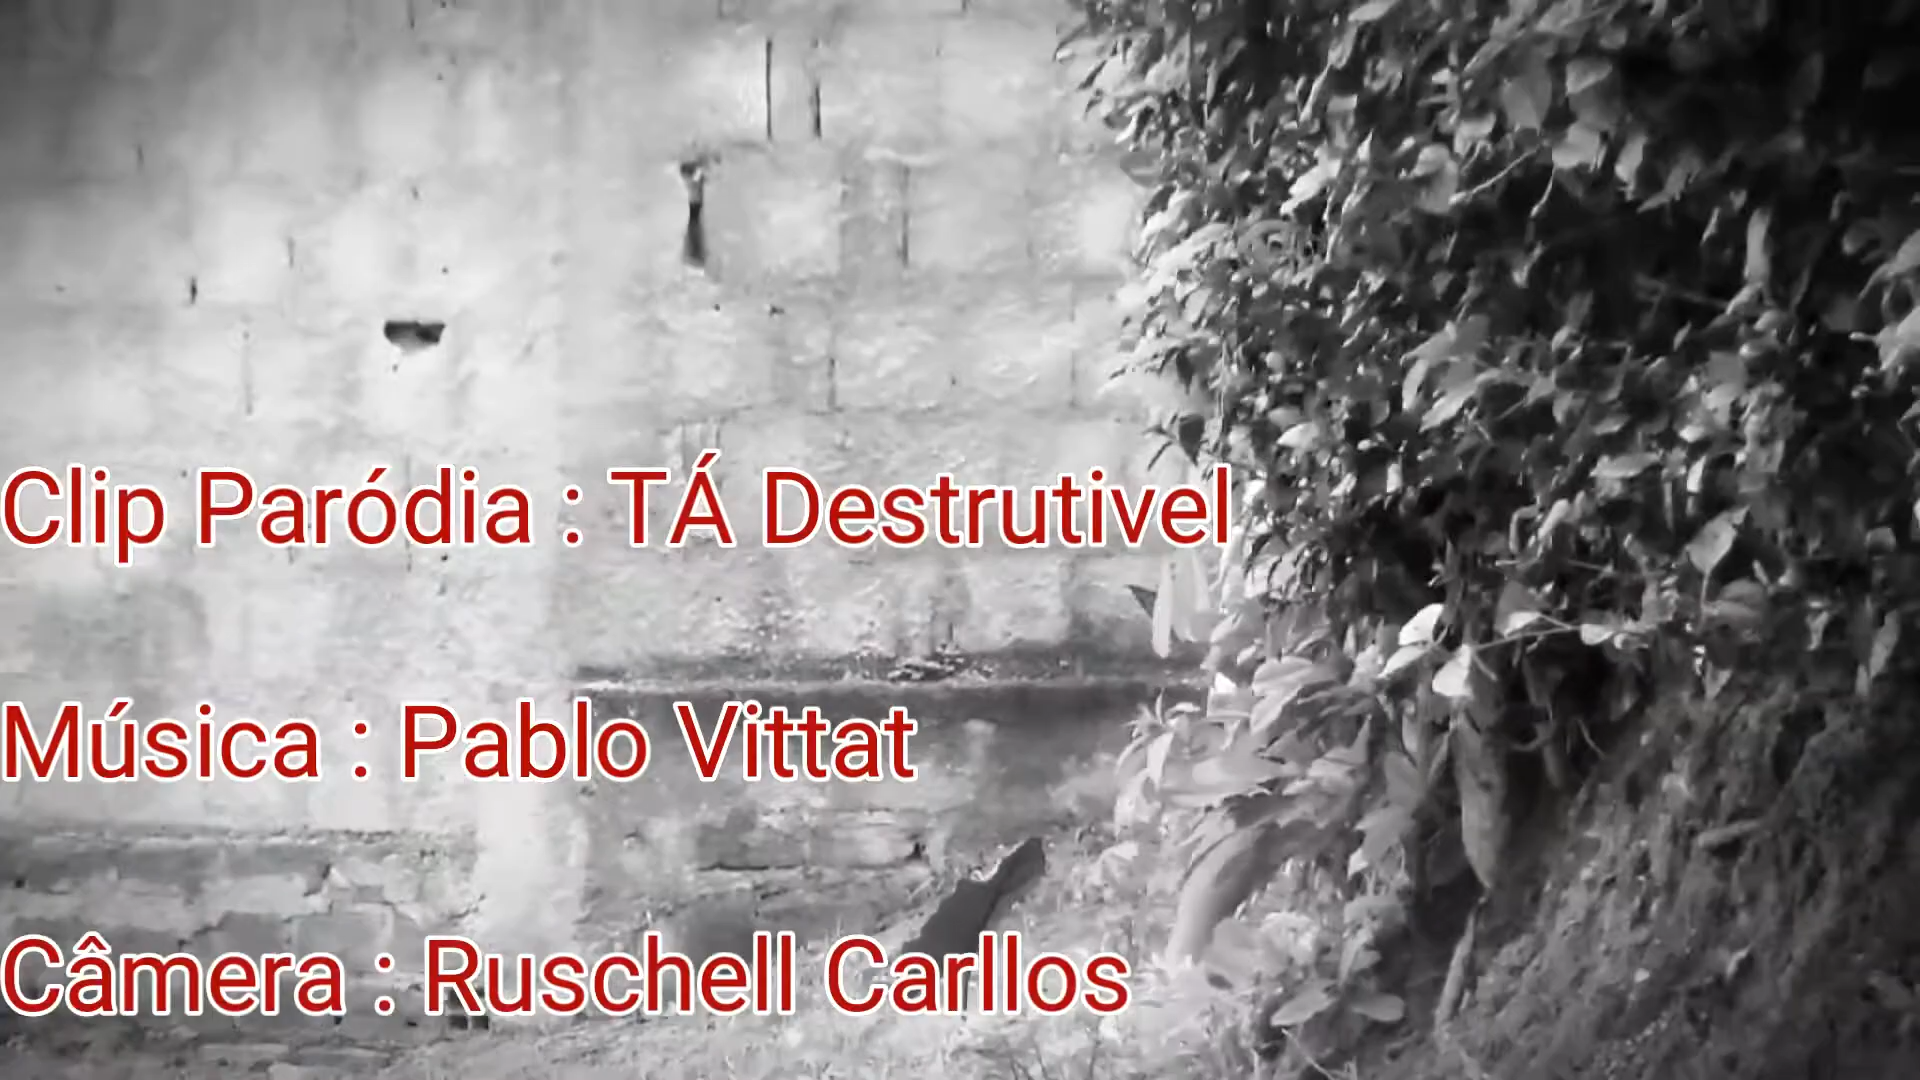 Clip Paródia : TÁ Destrutivel
Música : Pablo Vittat
Câmera : Ruschell Carllos